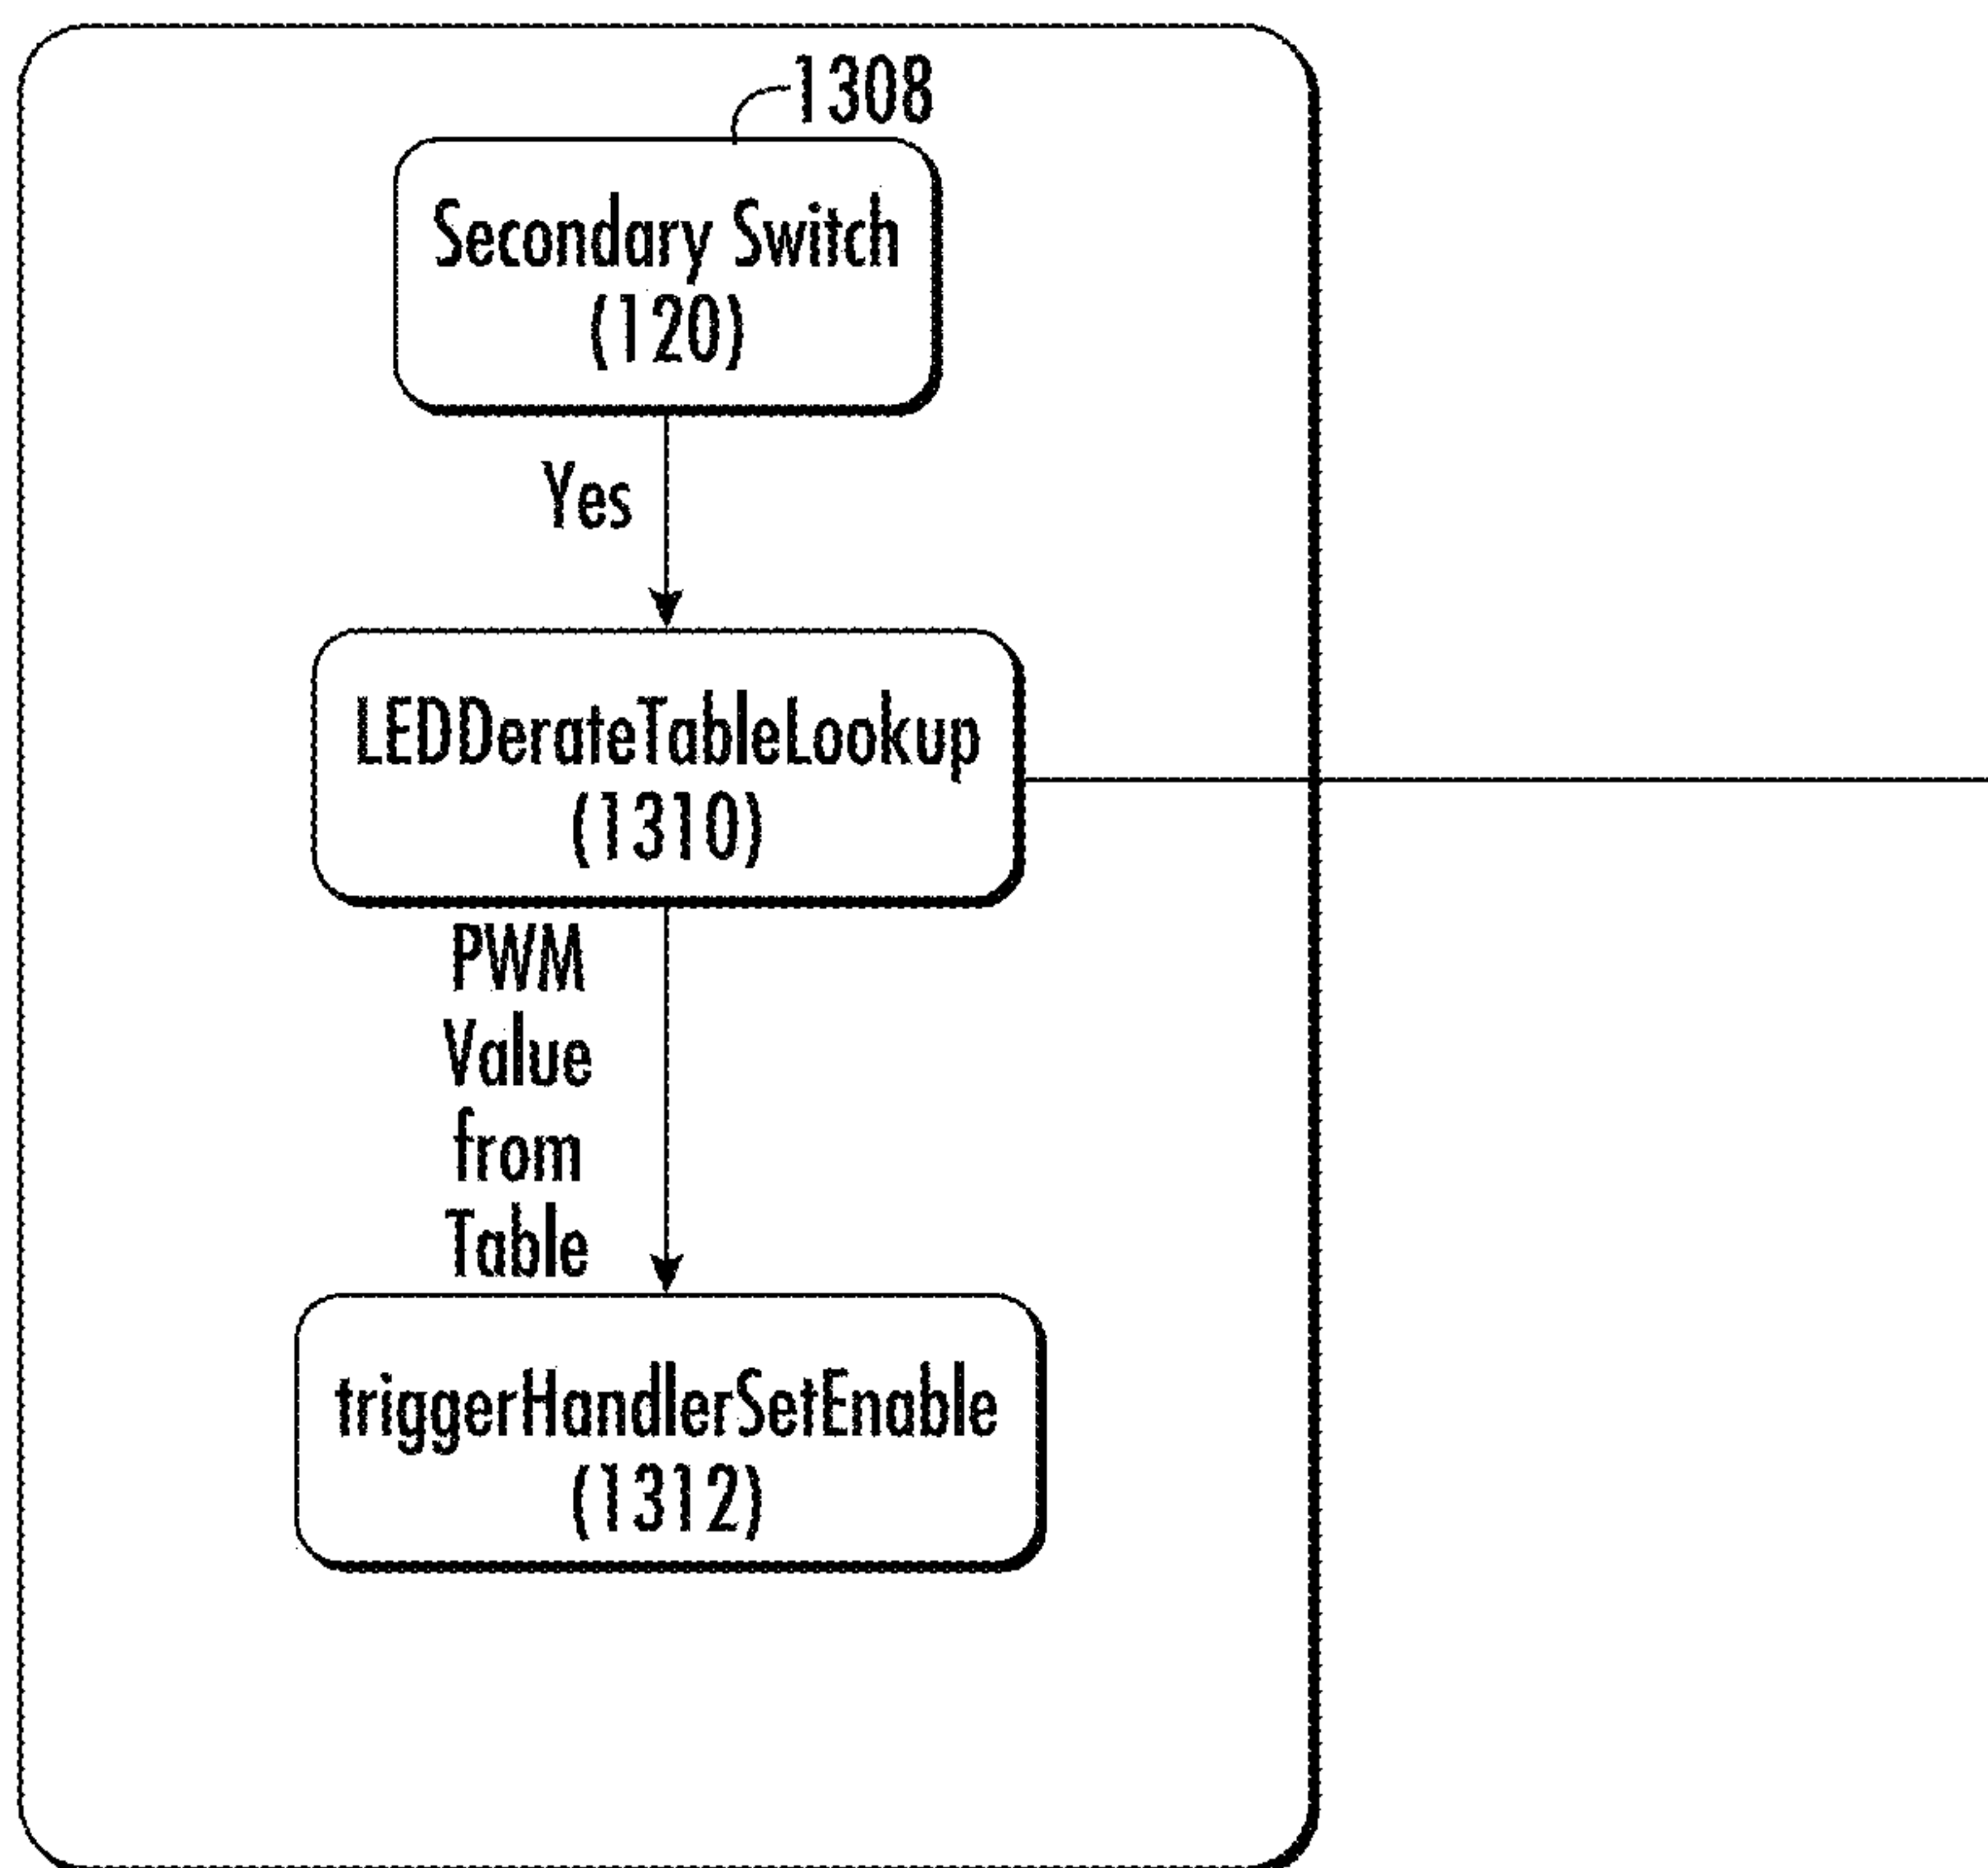 1308
Secondary Switch
(120)
Yes
LEDDerateTableLookup
(1310)
PWM
Value
from
Table
triggerHandlerSetEnable
(1312)